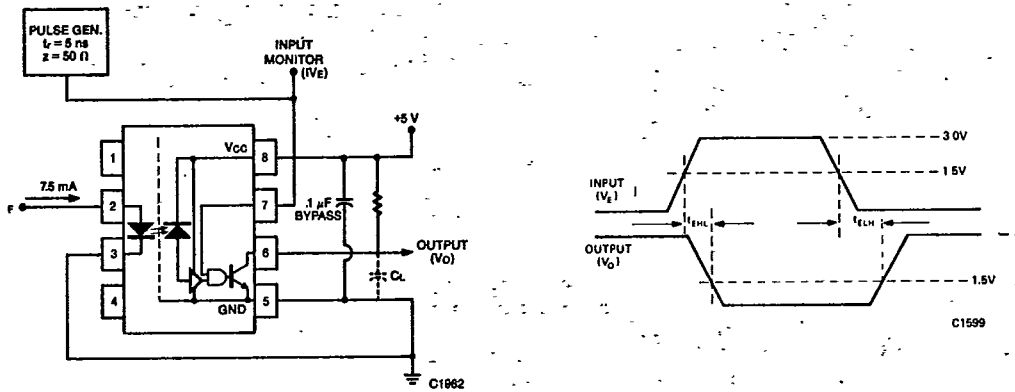 PULSE GEN.
tr = 5 ns
z = 50 Ω
INPUT
MONITOR
(IVE)
+5 V
1
2
3
4
VCC
8
7
6
5
GND
7.5 mA
F
.1 µF
BYPASS
OUTPUT
(VO)
CL
C1962
3.0V
1.5V
INPUT
(VE)
tEHL
tELH
OUTPUT
(VO)
1.5V
C1599